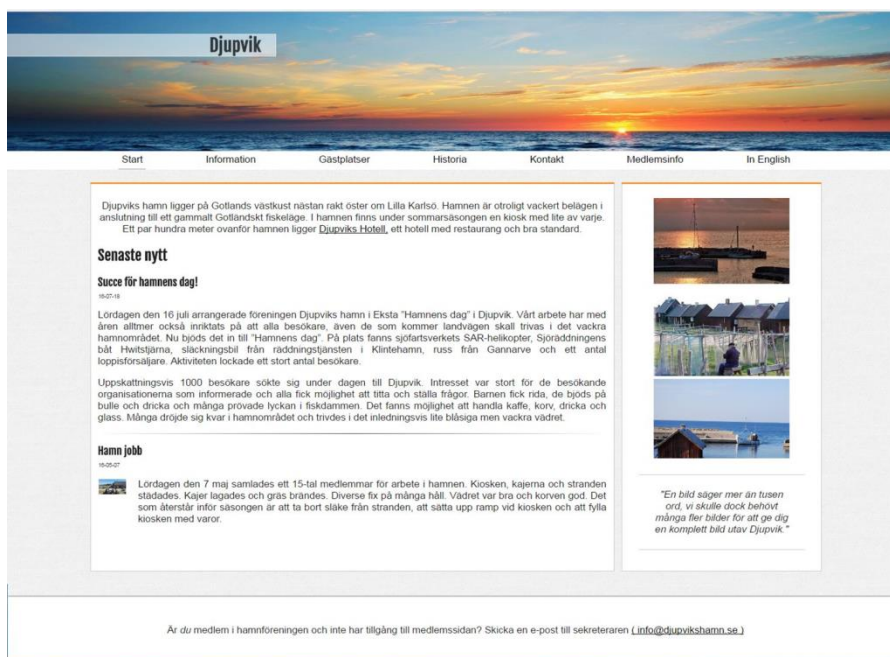 Djupvik
Start Information Gästplatser Historia Kontakt Medlemsinfo In English
Djupviks hamn ligger på Gotlands västkust nästan rakt öster om Lilla Karlsö. Hamnen är otroligt vackert belägen i
anslutning till ett gammalt Gotländskt fiskeläge. I hamnen finns under sommarsäsongen en kiosk med lite av varje.
Ett par hundra meter ovanför hamnen ligger Djupviks Hotell, ett hotell med restaurang och bra standard.
Senaste nytt
Succe för hamnens dag!
16-07-19
Lördagen den 16 juli arrangerade föreningen Djupviks hamn i Eksta "Hamnens dag" i Djupvik. Vårt arbete har med
åren alltmer också inriktats på att alla besökare, även de som kommer landvägen skall trivas i det vackra
hamnområdet. Nu bjöds det in till "Hamnens dag". På plats fanns sjöfartsverkets SAR-helikopter, Sjöräddningens
båt Hwitstjärna, släckningsbil från räddningstjänsten i Klintehamn, russ från Gannarve och ett antal
loppisförsäljare. Aktiviteten lockade ett stort antal besökare.
Uppskattningsvis 1000 besökare sökte sig under dagen till Djupvik. Intresset var stort för de besökande
organisationerna som informerade och alla fick möjlighet att titta och ställa frågor. Barnen fick rida, de bjöds på
bulle och dricka och många prövade lyckan i fiskdammen. Det fanns möjlighet att handla kaffe, korv, dricka och
glass. Många dröjde sig kvar i hamnområdet och trivdes i det inledningsvis lite blåsiga men vackra vädret.
Hamn jobb
16-05-07
Lördagen den 7 maj samlades ett 15-tal medlemmar för arbete i hamnen. Kiosken, kajerna och stranden
städades. Kajer lagades och gräs brändes. Diverse fix på många håll. Vädret var bra och korven god. Det
som återstår inför säsongen är att ta bort släke från stranden, att sätta upp ramp vid kiosken och att fylla
kiosken med varor.
"En bild säger mer än tusen
ord, vi skulle dock behövt
många fler bilder för att ge dig
en komplett bild utav Djupvik."
Är du medlem i hamnföreningen och inte har tillgång till medlemssidan? Skicka en e-post till sekreteraren ( info@djupvikshamn.se )